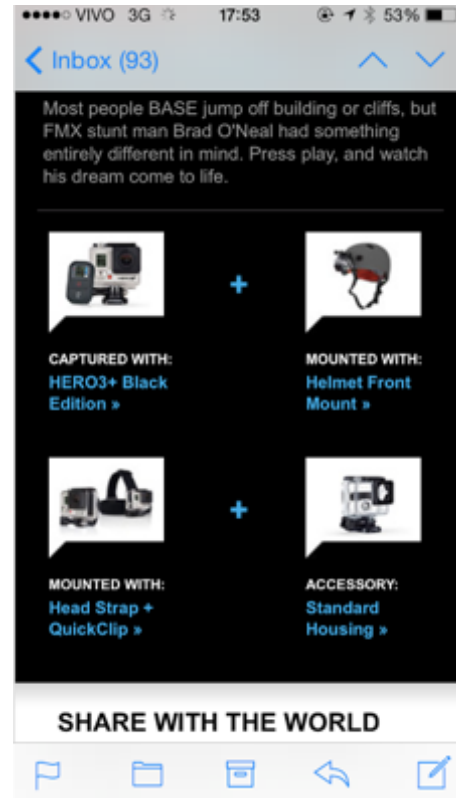 VIVO 3G 17:53 53%
Inbox (93)
Most people BASE jump off building or cliffs, but
FMX stunt man Brad O'Neal had something
entirely different in mind. Press play, and watch
his dream come to life.
+
CAPTURED WITH:
HERO3+ Black
Edition »
MOUNTED WITH:
Helmet Front
Mount »
+
MOUNTED WITH:
Head Strap +
QuickClip »
ACCESSORY:
Standard
Housing »
SHARE WITH THE WORLD